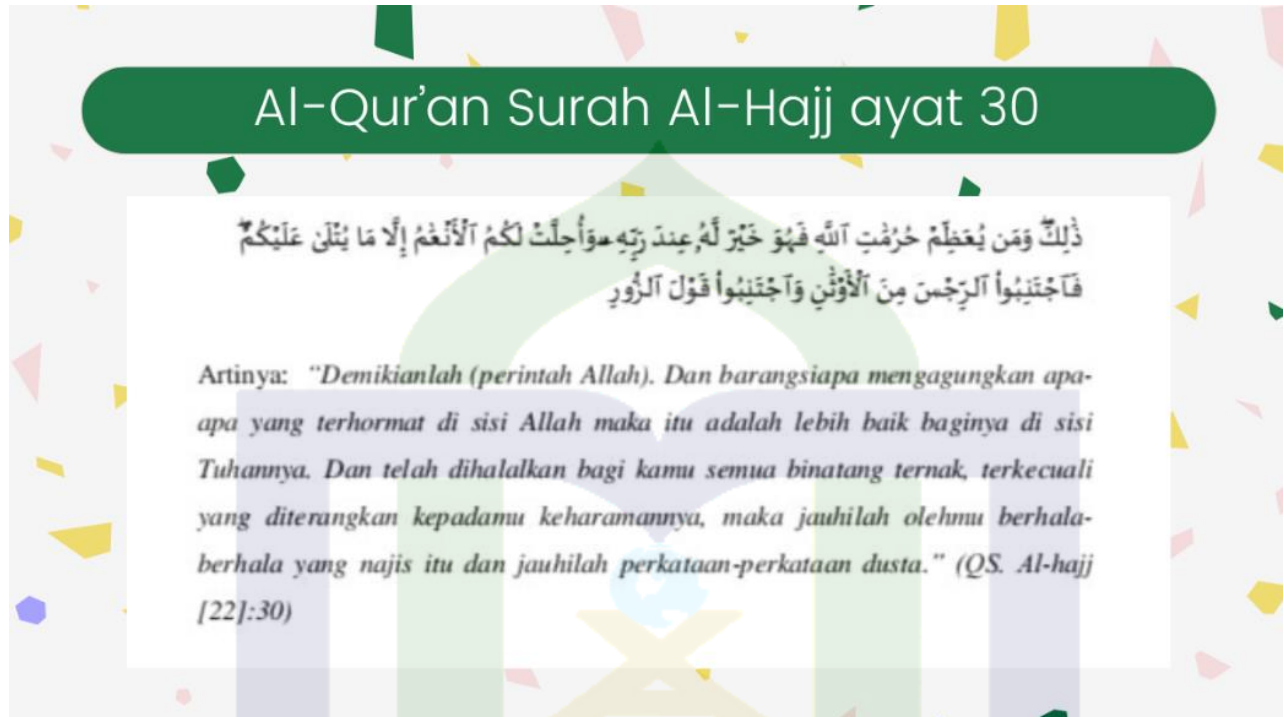 Al-Qur’an Surah Al-Hajj ayat 30
ذَٰلِكَۖ وَمَن يُعَظِّمْ حُرُمَٰتِ ٱللَّهِ فَهُوَ خَيْرٌ لَّهُۥ عِندَ رَبِّهِۦ ۗوَأُحِلَّتْ لَكُمُ ٱلْأَنْعَٰمُ إِلَّا مَا يُتْلَىٰ عَلَيْكُمْۖ
فَٱجْتَنِبُوا۟ ٱلرِّجْسَ مِنَ ٱلْأَوْثَٰنِ وَٱجْتَنِبُوا۟ قَوْلَ ٱلزُّورِ
Artinya: “Demikianlah (perintah Allah). Dan barangsiapa mengagungkan apa-
apa yang terhormat di sisi Allah maka itu adalah lebih baik baginya di sisi
Tuhannya. Dan telah dihalalkan bagi kamu semua binatang ternak, terkecuali
yang diterangkan kepadamu keharamannya, maka jauhilah olehmu berhala-
berhala yang najis itu dan jauhilah perkataan-perkataan dusta.” (QS. Al-hajj
[22]:30)